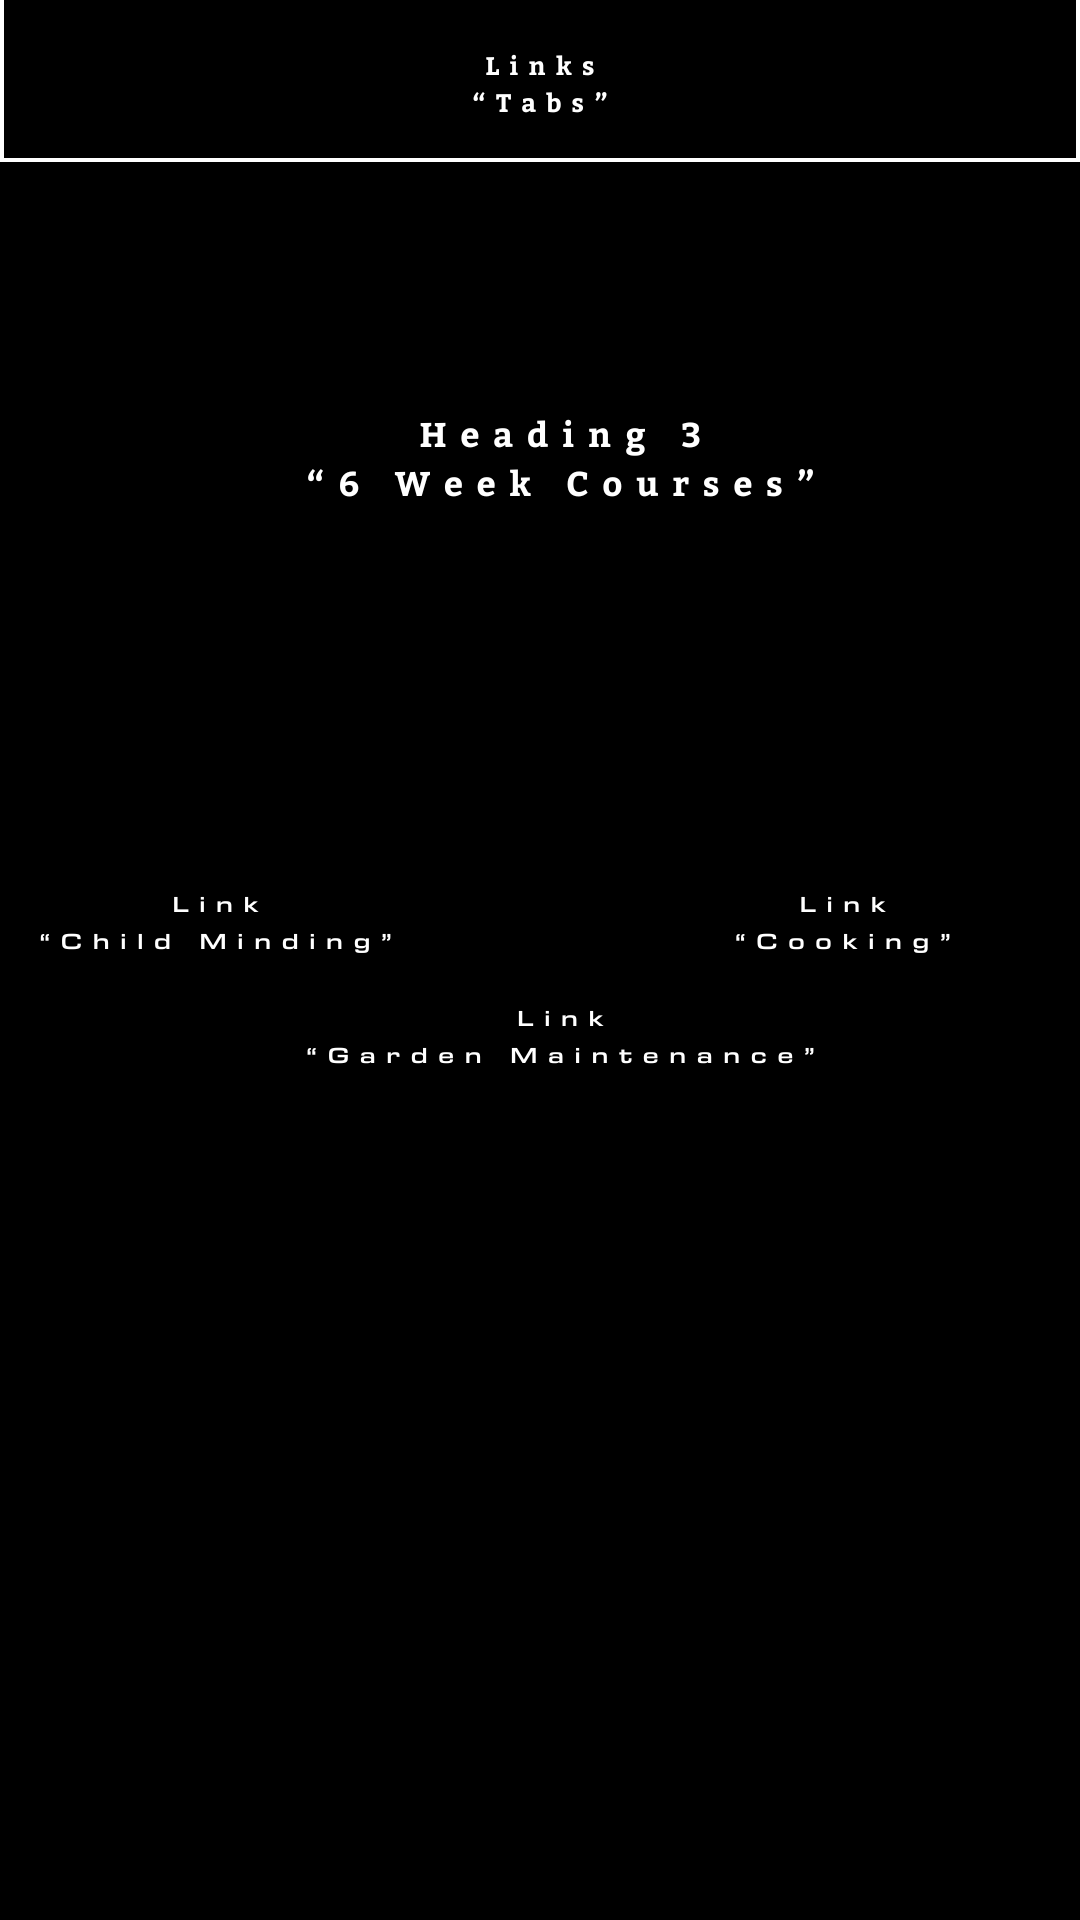 Links
“Tabs”
Heading 3
“6 Week Courses”
Link
“Child Minding”
Link
“Cooking”
Link
“Garden Maintenance”